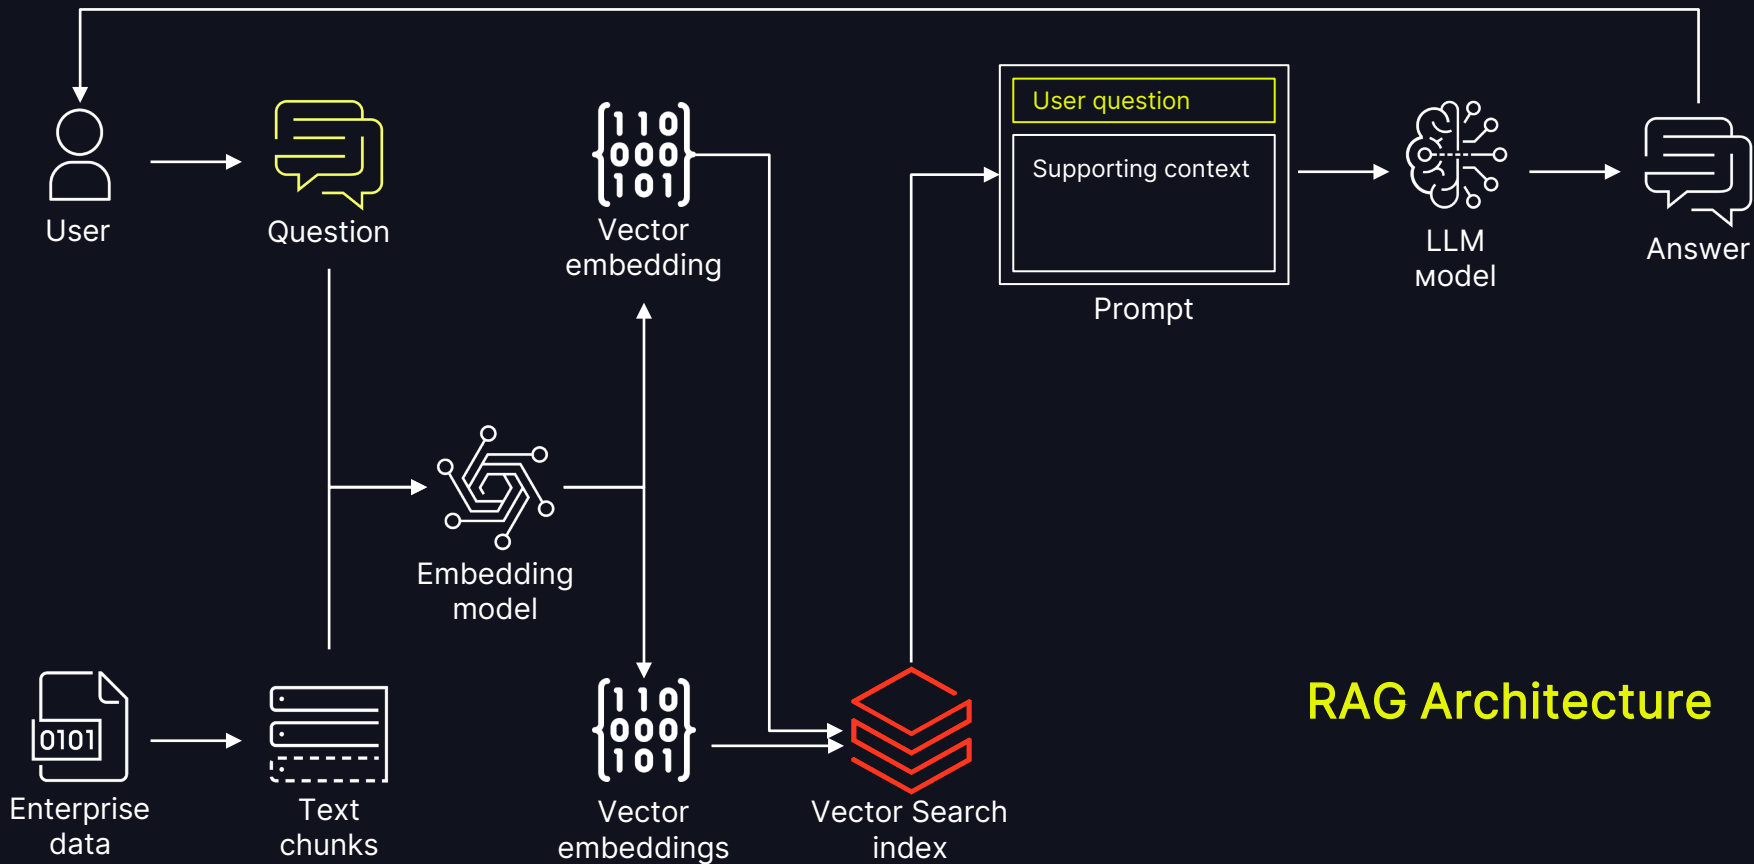 User question
Supporting context
User
Question
Vector
embedding
Prompt
LLM
Model
Answer
Embedding
model
RAG Architecture
Enterprise
data
Text
chunks
Vector
embeddings
Vector Search
index
110
000
101
110
000
101
0101